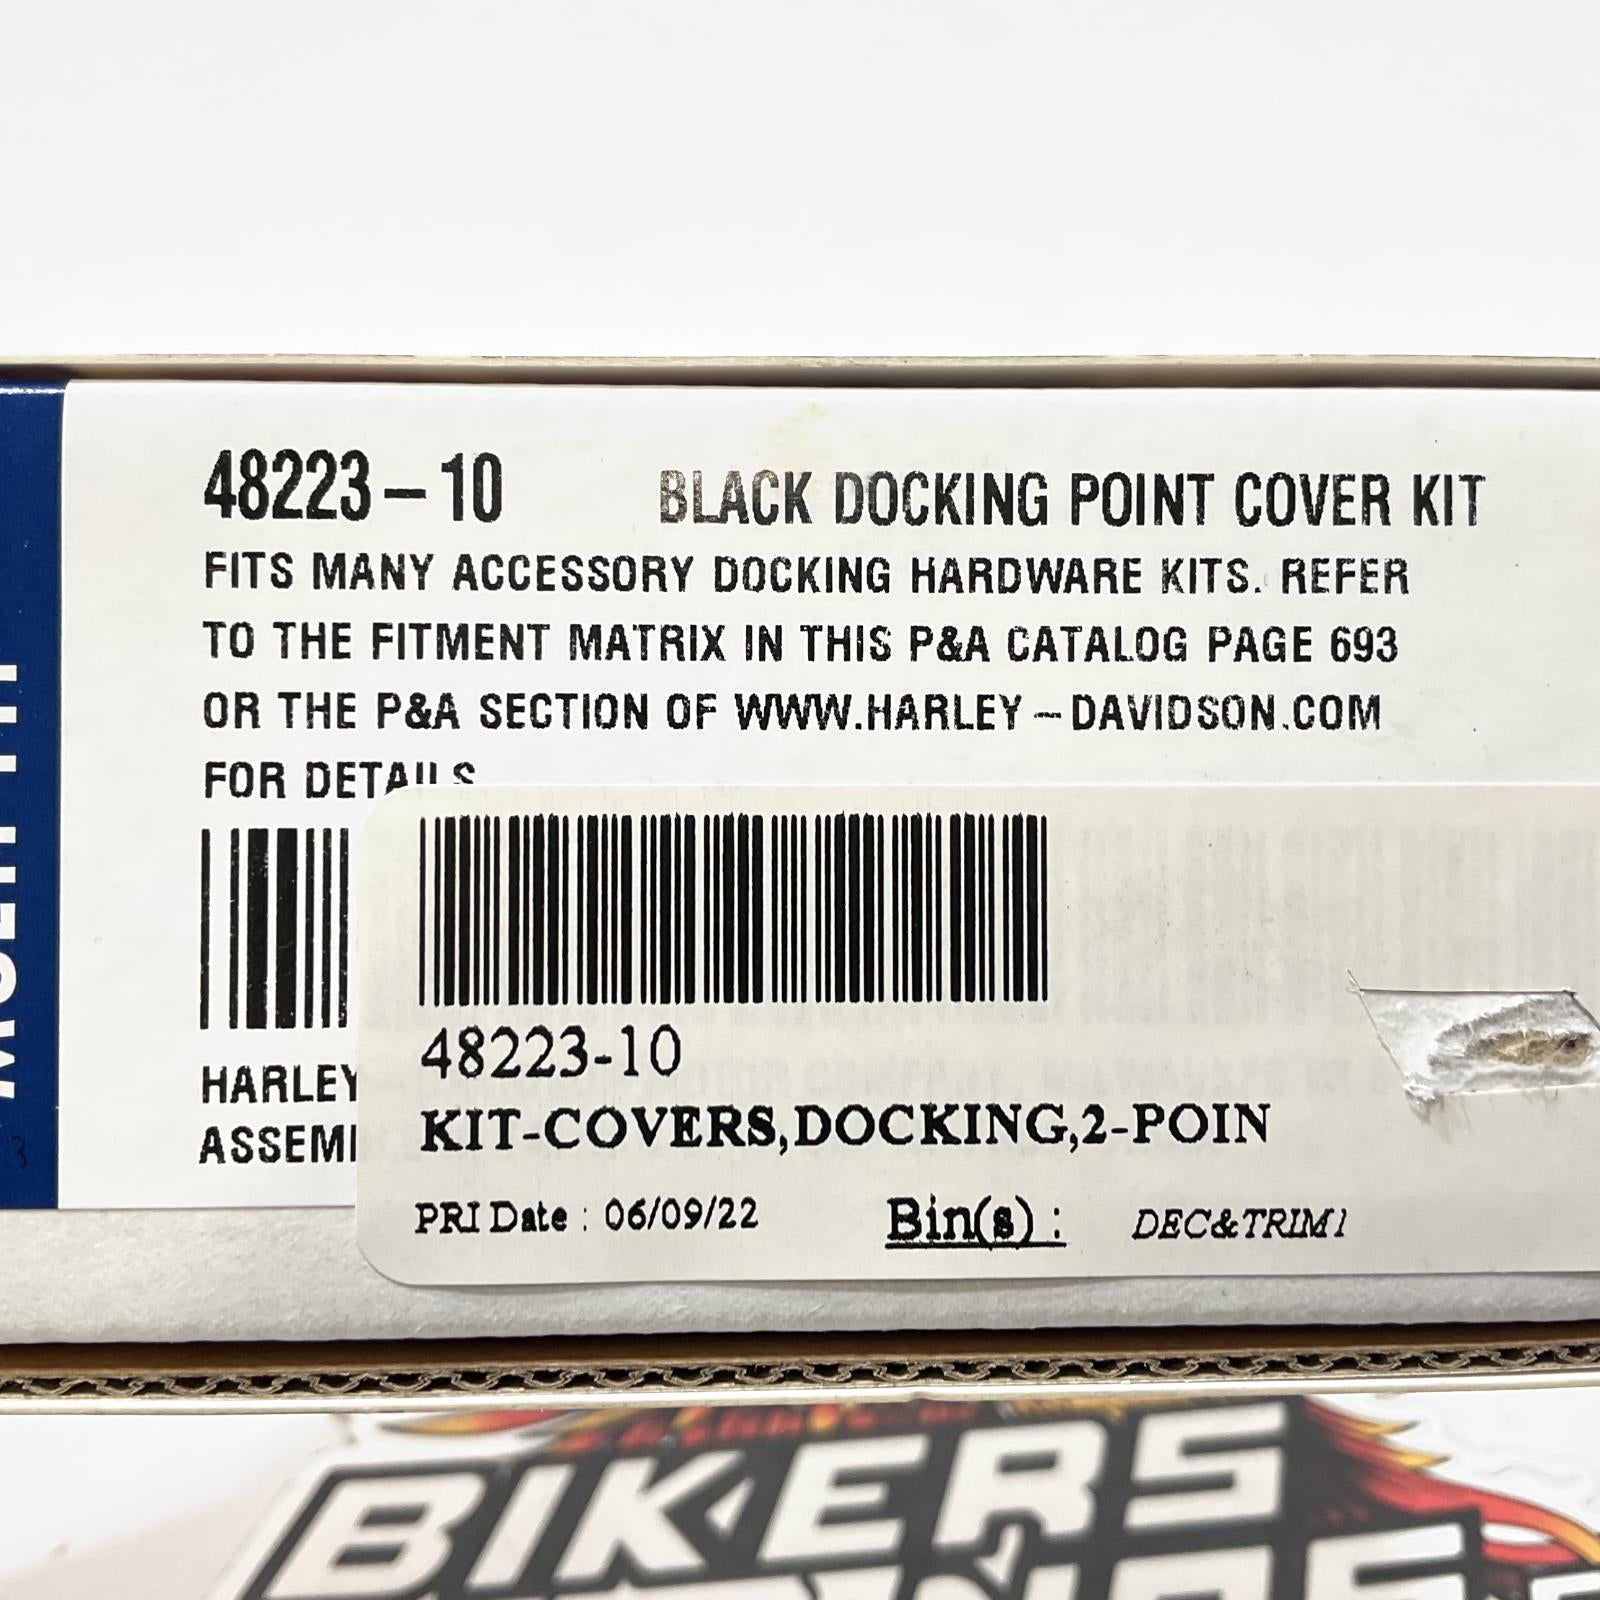 48223-10 BLACK DOCKING POINT COVER KIT
FITS MANY ACCESSORY DOCKING HARDWARE KITS. REFER
TO THE FITMENT MATRIX IN THIS P&A CATALOG PAGE 693
OR THE P&A SECTION OF WWW.HARLEY-DAVIDSON.COM
FOR DETAILS
HARLEY
ASSEM
48223-10
KIT-COVERS,DOCKING,2-POIN
PRI Date : 06/09/22 Bin(s) : DEC&TRIM1
BIKERS